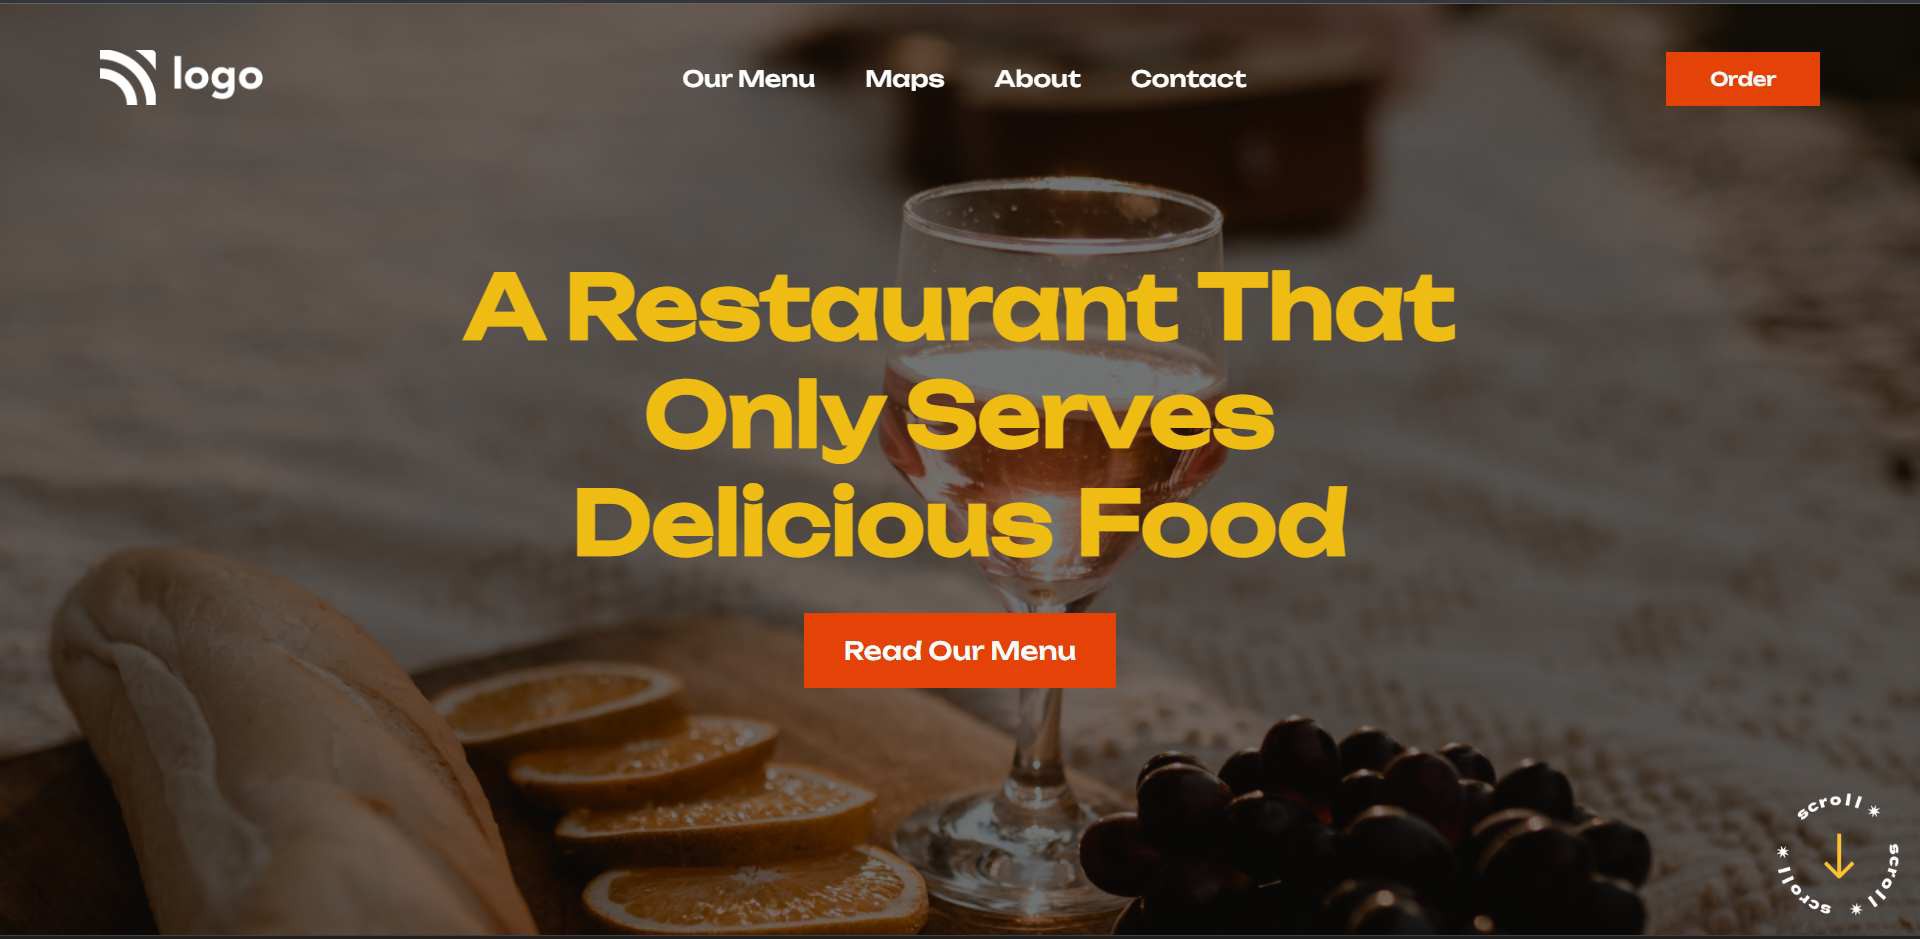 logo
Our Menu
Maps
About
Contact
Order
A Restaurant That
Only Serves
Delicious Food
Read Our Menu
scroll ✷ scroll ✷ scroll ✷